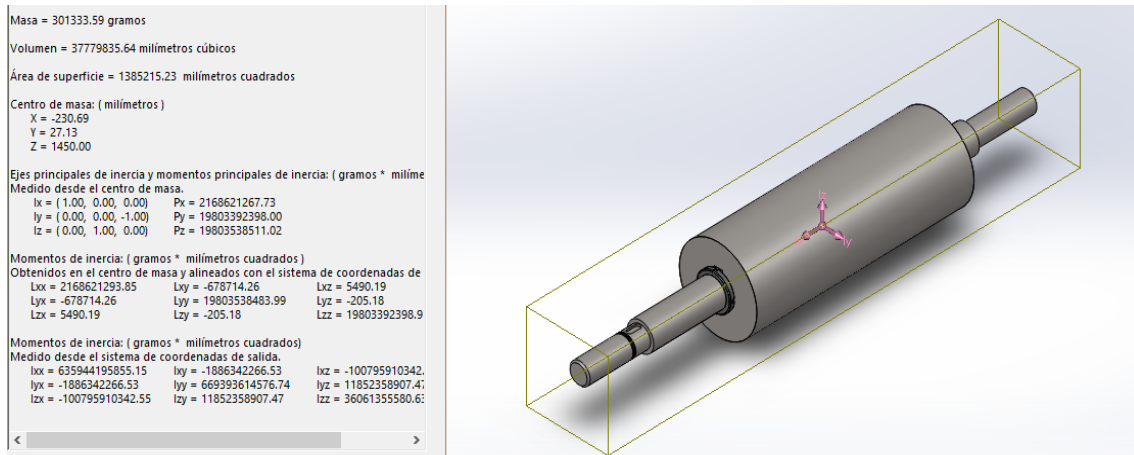 Masa = 301333.59 gramos
Volumen = 37779835.64 milímetros cúbicos
Área de superficie = 1385215.23 milímetros cuadrados
Centro de masa: ( milímetros )
X = -230.69
Y = 27.13
Z = 1450.00
Ejes principales de inercia y momentos principales de inercia: ( gramos * milíme
Medido desde el centro de masa.
Ix = ( 1.00, 0.00, 0.00) Px = 2168621267.73
Iy = ( 0.00, 0.00, -1.00) Py = 19803392398.00
Iz = ( 0.00, 1.00, 0.00) Pz = 19803538511.02
Momentos de inercia: ( gramos * milímetros cuadrados )
Obtenidos en el centro de masa y alineados con el sistema de coordenadas de
Lxx = 2168621293.85 Lxy = -678714.26 Lxz = 5490.19
Lyx = -678714.26 Lyy = 19803538483.99 Lyz = -205.18
Lzx = 5490.19 Lzy = -205.18 Lzz = 19803392398.9
Momentos de inercia: ( gramos * milímetros cuadrados)
Medido desde el sistema de coordenadas de salida.
Ixx = 635944195855.15 Ixy = -1886342266.53 Ixz = -100795910342.
Iyx = -1886342266.53 Iyy = 669393614576.74 Iyz = 11852358907.47
Izx = -100795910342.55 Izy = 11852358907.47 Izz = 36061355580.63
Iy